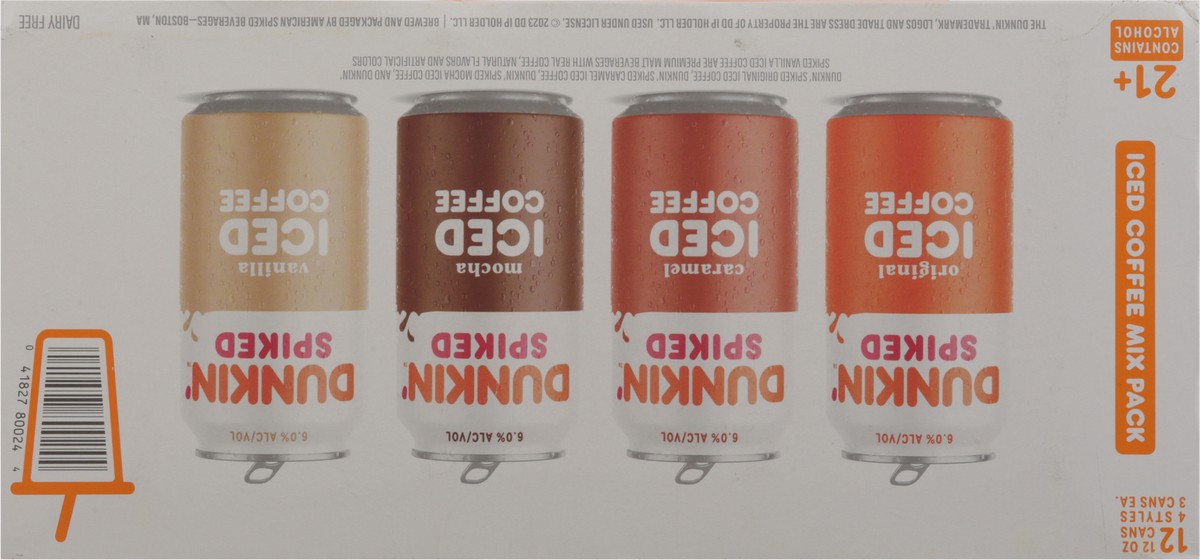 12 12 OZ
CANS
4 STYLES
3 CANS EA.
ICED COFFEE MIX PACK
21+
CONTAINS
ALCOHOL
6.0% ALC/VOL
DUNKIN'™
SPIKED
original
ICED
COFFEE
6.0% ALC/VOL
DUNKIN'™
SPIKED
caramel
ICED
COFFEE
6.0% ALC/VOL
DUNKIN'™
SPIKED
mocha
ICED
COFFEE
6.0% ALC/VOL
DUNKIN'™
SPIKED
vanilla
ICED
COFFEE
0 41827 80024 4
DUNKIN' SPIKED ORIGINAL ICED COFFEE, DUNKIN' SPIKED CARAMEL ICED COFFEE, DUNKIN' SPIKED MOCHA ICED COFFEE, AND DUNKIN'
SPIKED VANILLA ICED COFFEE ARE PREMIUM MALT BEVERAGES WITH REAL COFFEE, NATURAL FLAVORS AND ARTIFICIAL COLORS
THE DUNKIN' TRADEMARK, LOGOS AND TRADE DRESS ARE THE PROPERTY OF DD IP HOLDER LLC. USED UNDER LICENSE. © 2023 DD IP HOLDER LLC. | BREWED AND PACKAGED BY AMERICAN SPIKED BEVERAGES—BOSTON, MA
DAIRY FREE